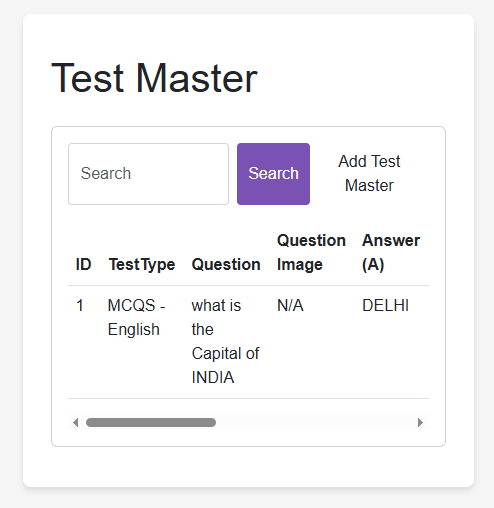 Test Master
Search Search Add Test
Master
ID TestType Question Question
Image Answer
(A)
1 MCQS -
English what is
the
Capital of
INDIA N/A DELHI